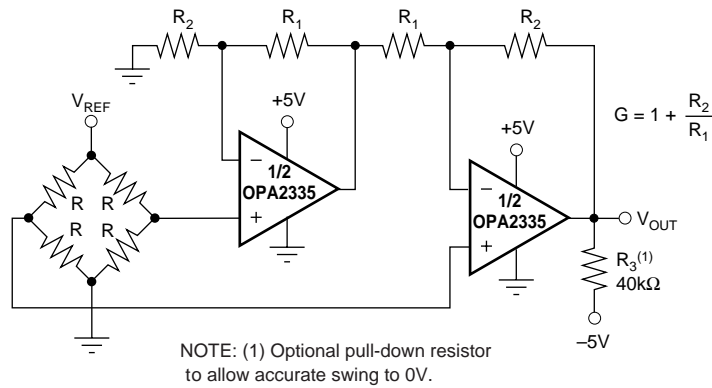 R2 R1 R1 R2
VREF
+5V
+5V
G = 1 + R2
R1
−
1/2
OPA2335
+
R R
R R
−
1/2
OPA2335
+
VOUT
R3(1)
40kΩ
–5V
NOTE: (1) Optional pull-down resistor
to allow accurate swing to 0V.